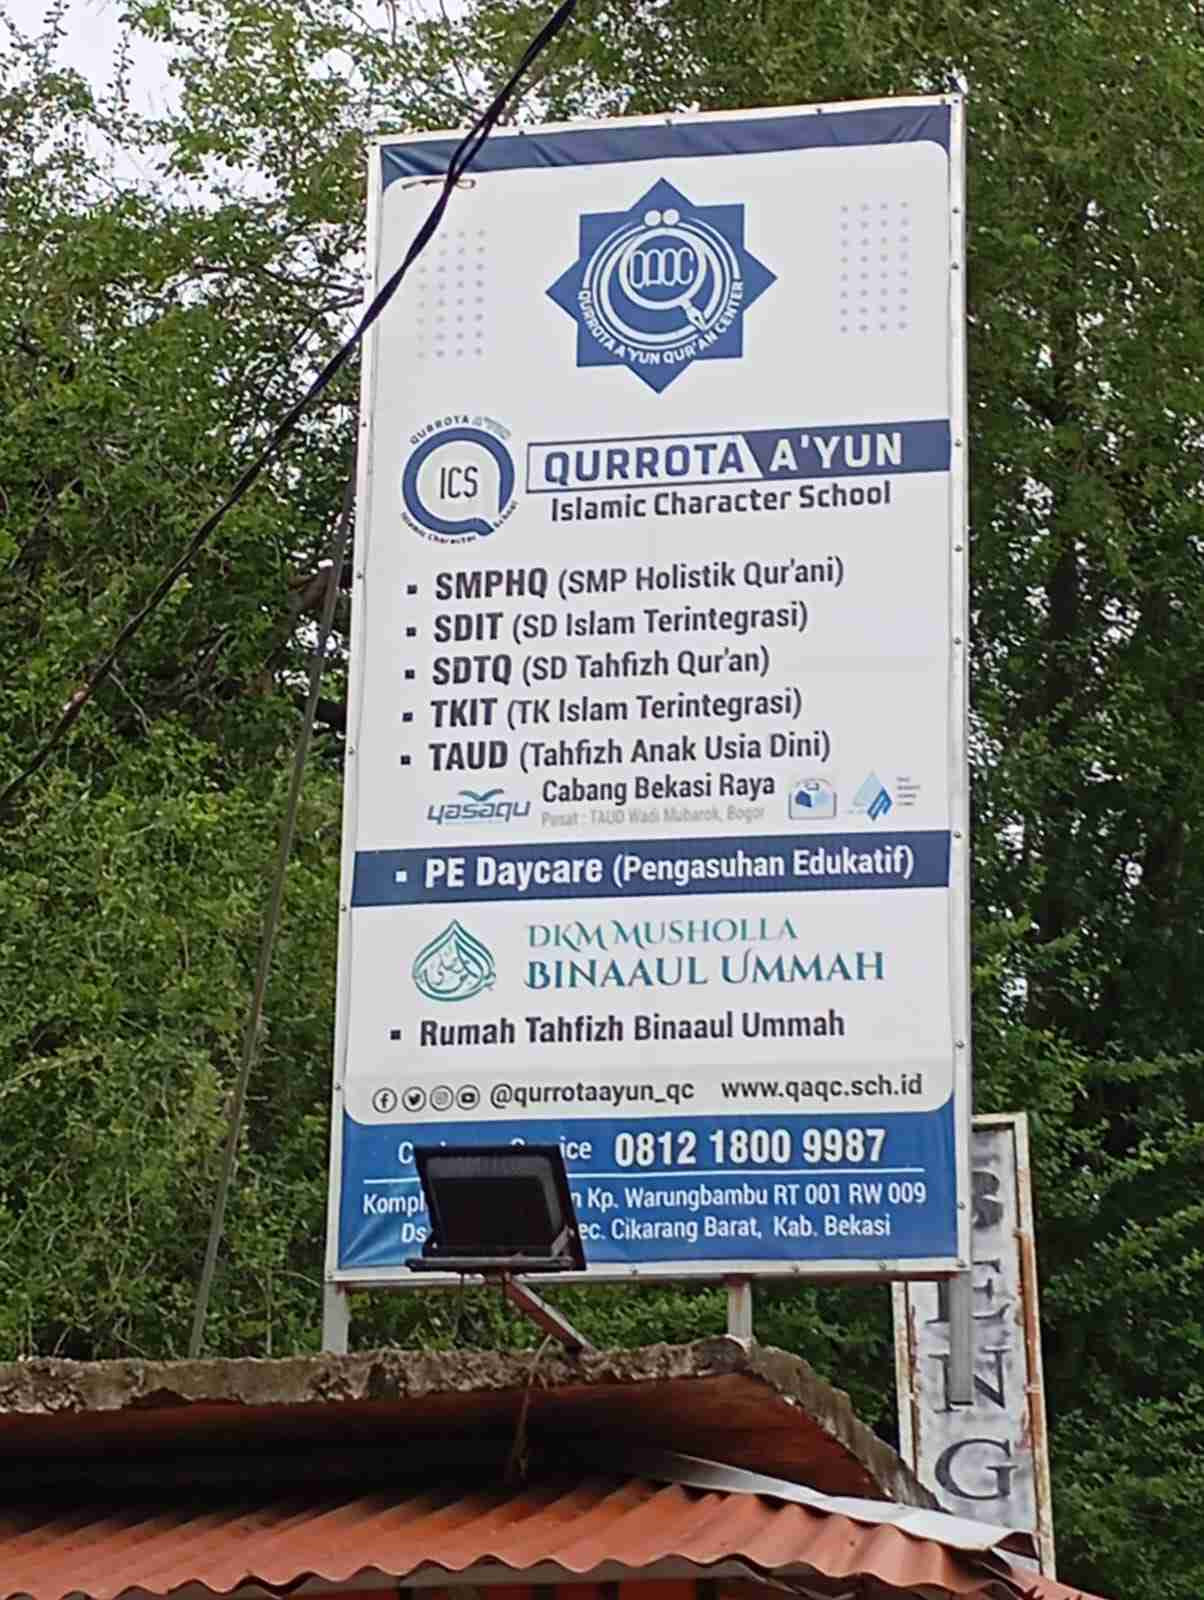 QAQC
QURROTA A'YUN QUR'AN CENTER
QURROTA A'YUN
ICS
Islamic Character School
QURROTA A'YUN
Islamic Character School
▪ SMPHQ (SMP Holistik Qur'ani)
▪ SDIT (SD Islam Terintegrasi)
▪ SDTQ (SD Tahfizh Qur'an)
▪ TKIT (TK Islam Terintegrasi)
▪ TAUD (Tahfizh Anak Usia Dini)
yasaqu
Cabang Bekasi Raya
Pusat : TAUD Wadi Mubarok, Bogor
▪ PE Daycare (Pengasuhan Edukatif)
DKM MUSHOLLA
BINAAUL UMMAH
▪ Rumah Tahfizh Binaaul Ummah
@qurrotaayun_qc www.qaqc.sch.id
0812 1800 9987
Kp. Warungbambu RT 001 RW 009
Cikarang Barat, Kab. Bekasi
ENG